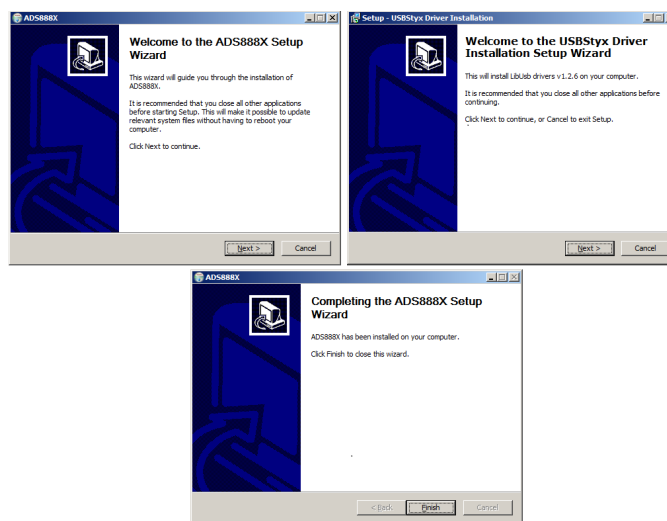 ADS888X
Welcome to the ADS888X Setup
Wizard
This wizard will guide you through the installation of
ADS888X.
It is recommended that you close all other applications
before starting Setup. This will make it possible to update
relevant system files without having to reboot your
computer.
Click Next to continue.
Next >
Cancel
Setup - USBStyx Driver Installation
Welcome to the USBStyx Driver
Installation Setup Wizard
This will install LibUsb drivers v1.2.6 on your computer.
It is recommended that you close all other applications before
continuing.
Click Next to continue, or Cancel to exit Setup.
Next >
Cancel
ADS888X
Completing the ADS888X Setup
Wizard
ADS888X has been installed on your computer.
Click Finish to close this wizard.
< Back
Finish
Cancel